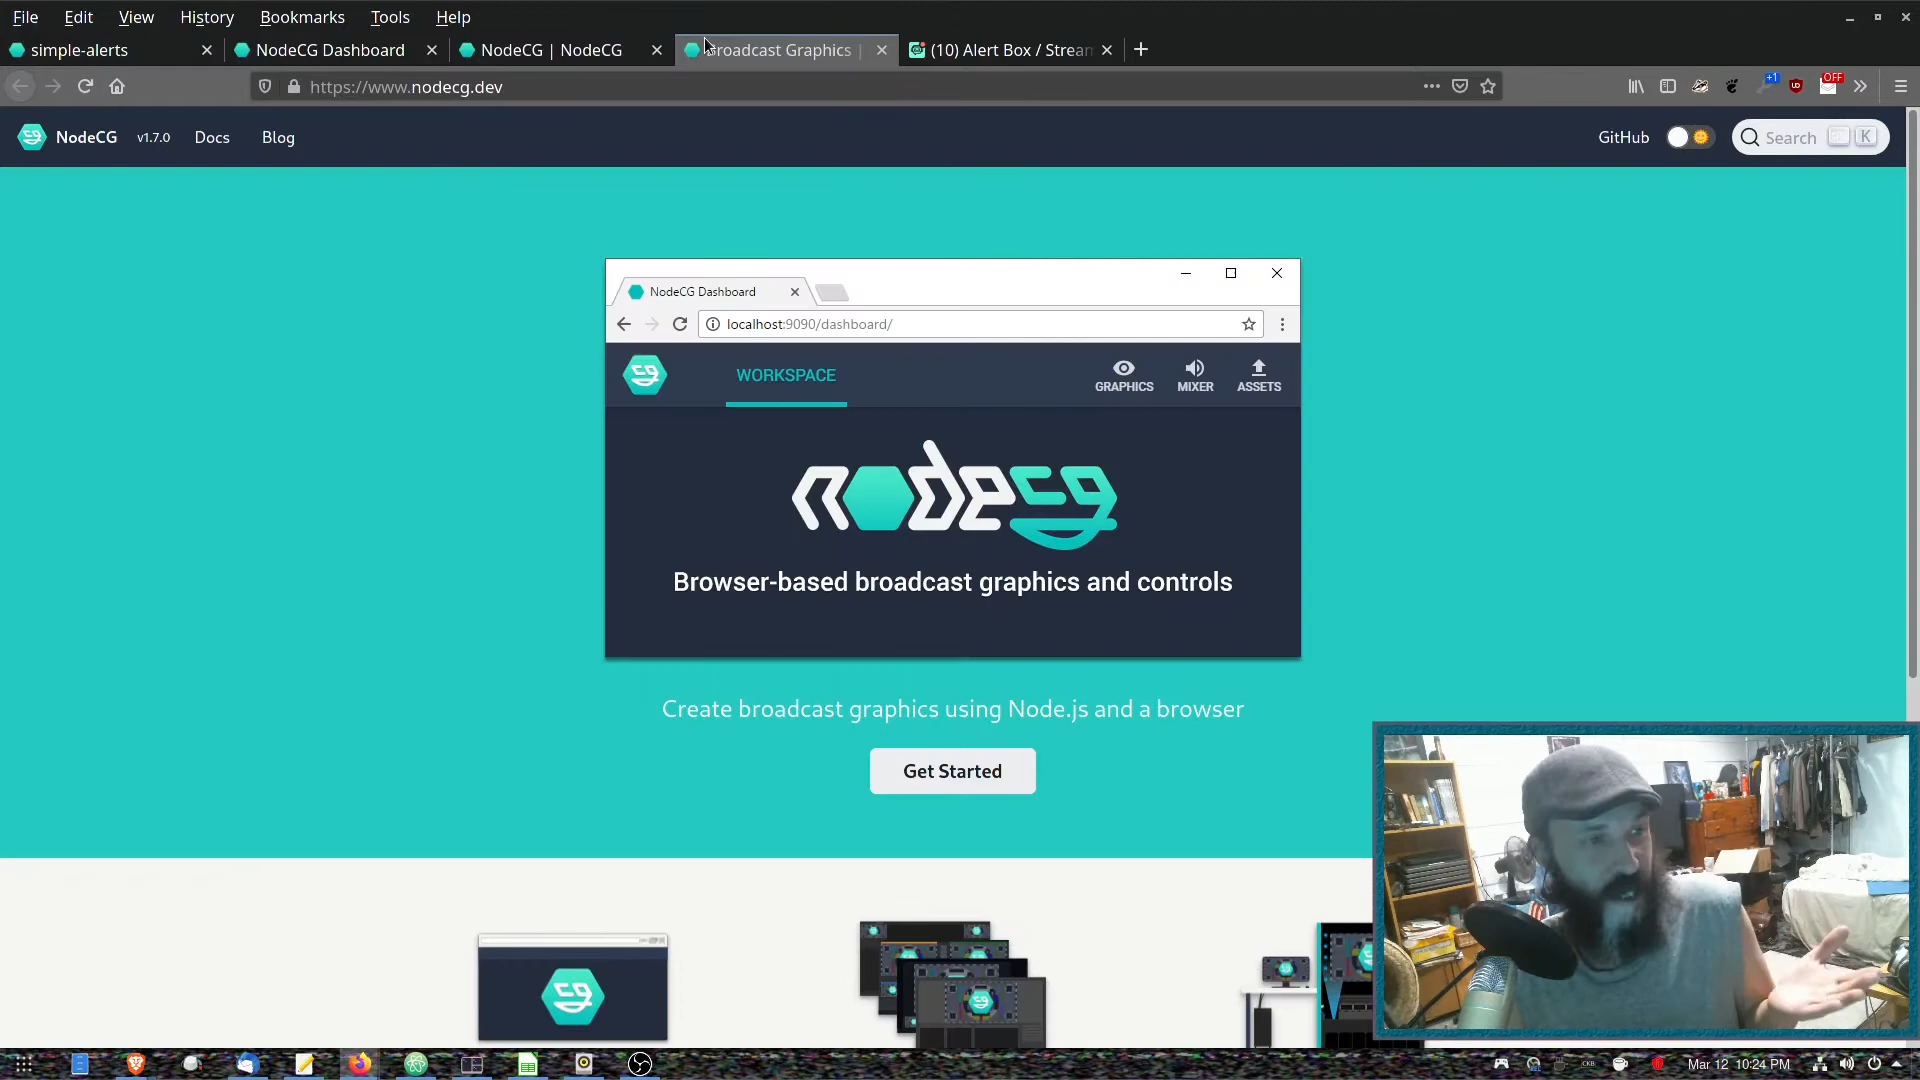 File Edit View History Bookmarks Tools Help
simple-alerts NodeCG Dashboard NodeCG | NodeCG Broadcast Graphics | (10) Alert Box / Stream
https://www.nodecg.dev
+1 OFF
NodeCG v1.7.0 Docs Blog GitHub Search K
NodeCG Dashboard
localhost:9090/dashboard/
WORKSPACE GRAPHICS MIXER ASSETS
nodecg
Browser-based broadcast graphics and controls
Create broadcast graphics using Node.js and a browser
Get Started
Mar 12 10:24 PM